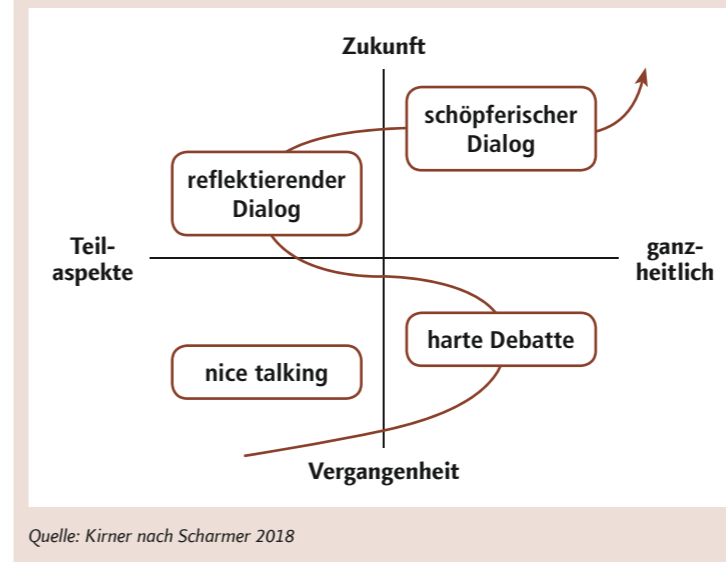 Zukunft
schöpferischer
Dialog
reflektierender
Dialog
Teil-
aspekte
ganz-
heitlich
harte Debatte
nice talking
Vergangenheit
Quelle: Kirner nach Scharmer 2018